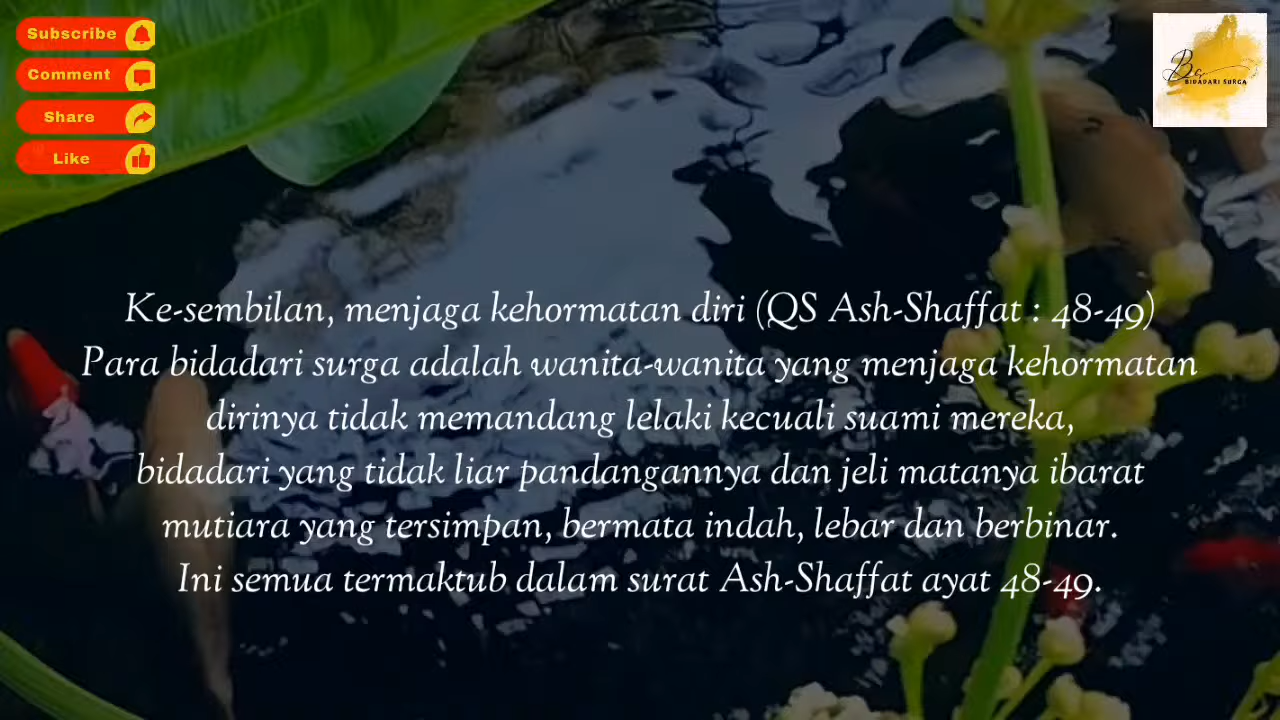 Subscribe
Comment
Share
Like
Bs
BIDADARI SURGA
Ke-sembilan, menjaga kehormatan diri (QS Ash-Shaffat : 48-49)
Para bidadari surga adalah wanita-wanita yang menjaga kehormatan
dirinya tidak memandang lelaki kecuali suami mereka,
bidadari yang tidak liar pandangannya dan jeli matanya ibarat
mutiara yang tersimpan, bermata indah, lebar dan berbinar.
Ini semua termaktub dalam surat Ash-Shaffat ayat 48-49.